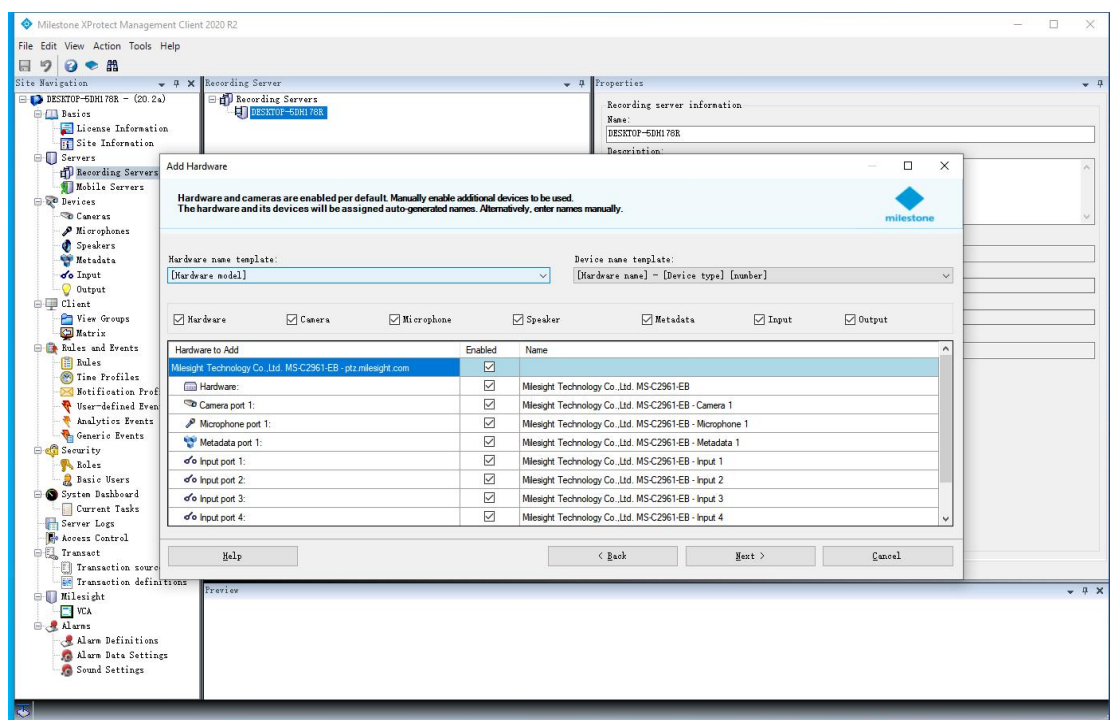 Milestone XProtect Management Client 2020 R2
File Edit View Action Tools Help
Site Navigation
DESKTOP-5DH178R - (20.2a)
Basics
License Information
Site Information
Servers
Recording Servers
Mobile Servers
Devices
Cameras
Microphones
Speakers
Metadata
Input
Output
Client
View Groups
Matrix
Rules and Events
Rules
Time Profiles
Notification Prof
User-defined Even
Analytics Events
Generic Events
Security
Roles
Basic Users
System Dashboard
Current Tasks
Server Logs
Access Control
Transact
Transaction sourc
Transaction definitions
Milesight
VCA
Alarms
Alarm Definitions
Alarm Data Settings
Sound Settings
Recording Server
Recording Servers
DESKTOP-5DH178R
Properties
Recording server information
Name:
DESKTOP-5DH178R
Description:
Add Hardware
Hardware and cameras are enabled per default. Manually enable additional devices to be used.
The hardware and its devices will be assigned auto-generated names. Alternatively, enter names manually.
milestone
Hardware name template: Device name template:
[Hardware model] [Hardware name] - [Device type] [number]
Hardware Camera Microphone Speaker Metadata Input Output
Hardware to Add Enabled Name
Milesight Technology Co.,Ltd. MS-C2961-EB - ptz.milesight.com
Hardware: Milesight Technology Co.,Ltd. MS-C2961-EB
Camera port 1: Milesight Technology Co.,Ltd. MS-C2961-EB - Camera 1
Microphone port 1: Milesight Technology Co.,Ltd. MS-C2961-EB - Microphone 1
Metadata port 1: Milesight Technology Co.,Ltd. MS-C2961-EB - Metadata 1
Input port 1: Milesight Technology Co.,Ltd. MS-C2961-EB - Input 1
Input port 2: Milesight Technology Co.,Ltd. MS-C2961-EB - Input 2
Input port 3: Milesight Technology Co.,Ltd. MS-C2961-EB - Input 3
Input port 4: Milesight Technology Co.,Ltd. MS-C2961-EB - Input 4
Help < Back Next > Cancel
Preview